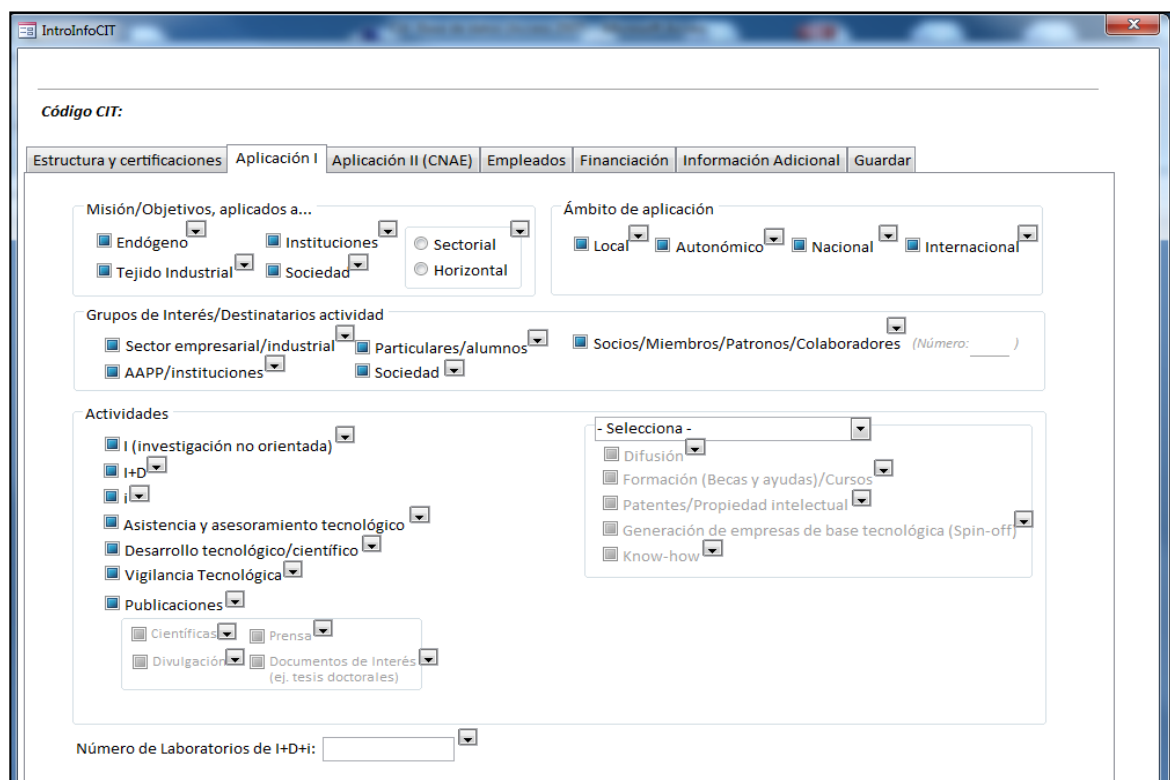 IntroInfoCIT
Código CIT:
Estructura y certificaciones Aplicación I Aplicación II (CNAE) Empleados Financiación Información Adicional Guardar
Misión/Objetivos, aplicados a...
Endógeno Instituciones Sectorial
Tejido Industrial Sociedad Horizontal
Ámbito de aplicación
Local Autonómico Nacional Internacional
Grupos de Interés/Destinatarios actividad
Sector empresarial/industrial Particulares/alumnos Socios/Miembros/Patronos/Colaboradores (Número: )
AAPP/instituciones Sociedad
Actividades
I (investigación no orientada)
I+D
i
Asistencia y asesoramiento tecnológico
Desarrollo tecnológico/científico
Vigilancia Tecnológica
Publicaciones
Científicas Prensa
Divulgación Documentos de Interés
(ej. tesis doctorales)
- Selecciona -
Difusión
Formación (Becas y ayudas)/Cursos
Patentes/Propiedad intelectual
Generación de empresas de base tecnológica (Spin-off)
Know-how
Número de Laboratorios de I+D+i: